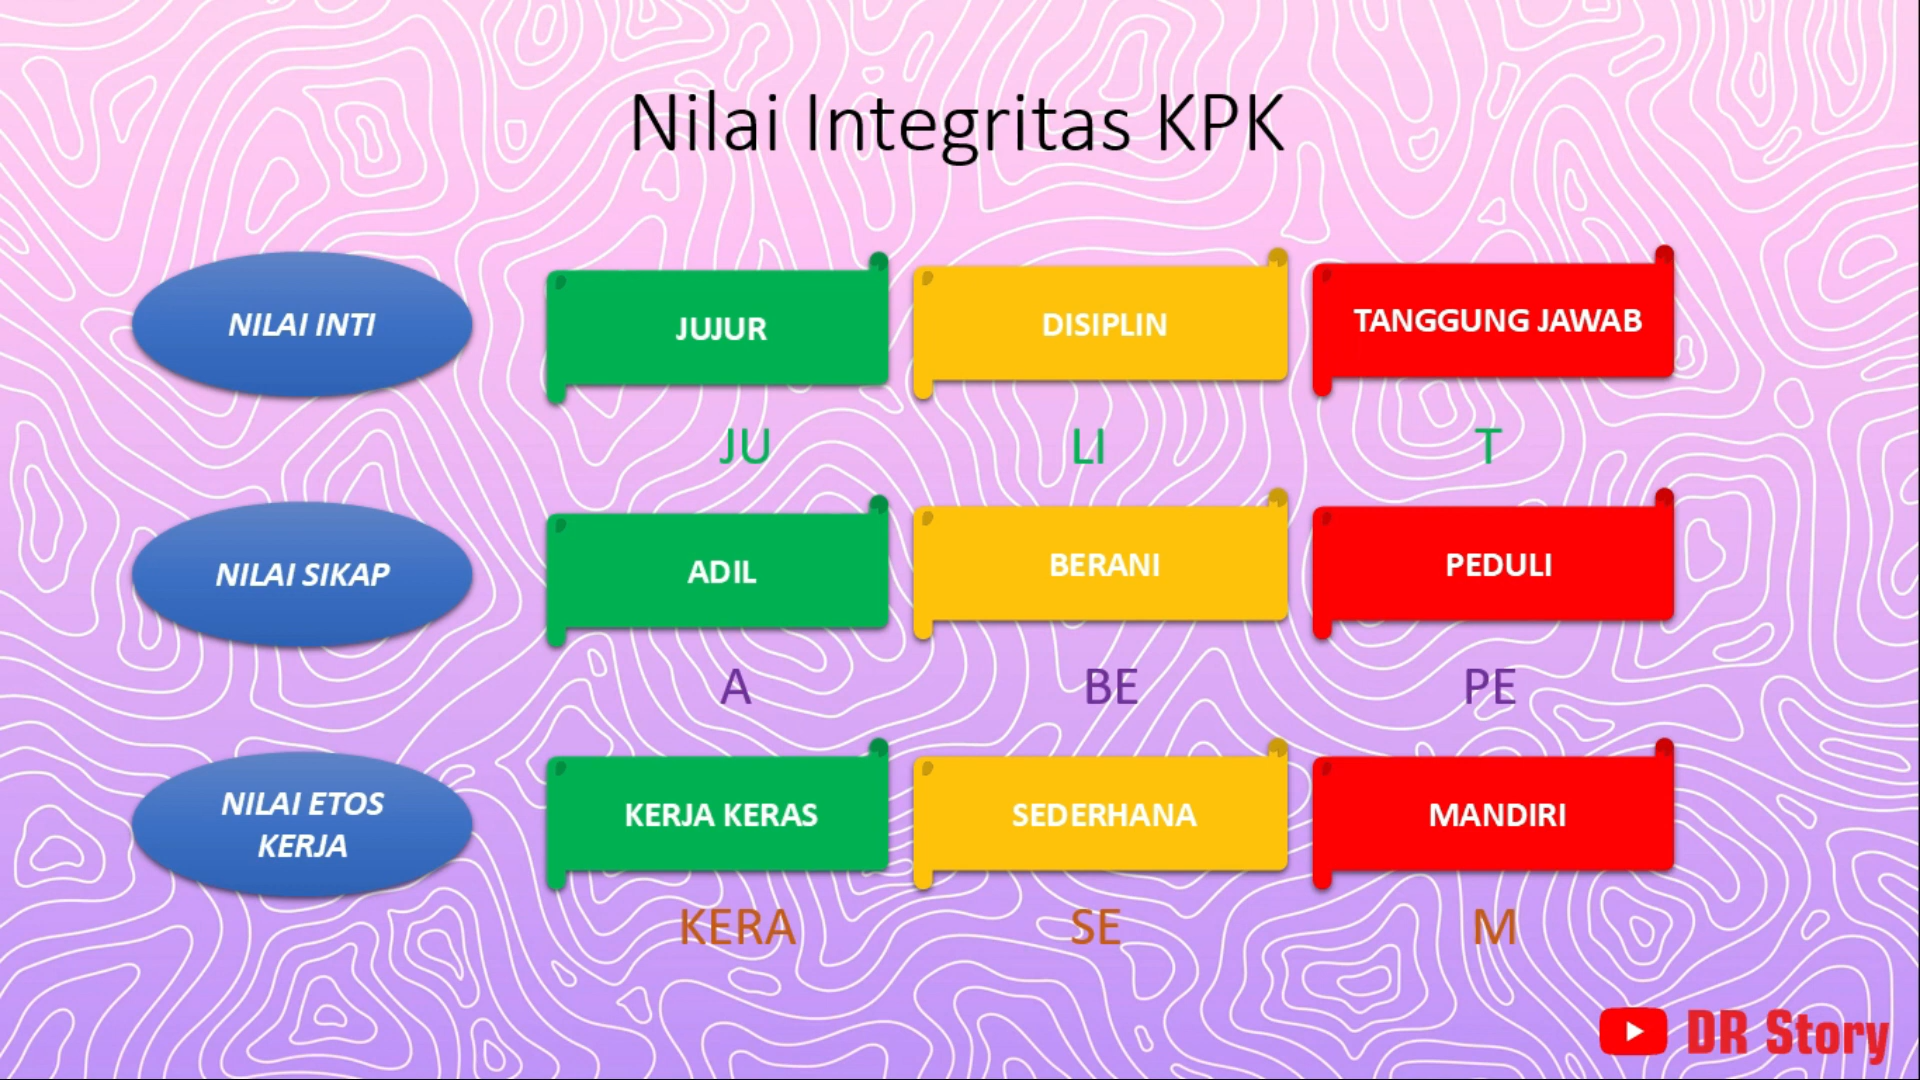 Nilai Integritas KPK
NILAI INTI
JUJUR
DISIPLIN
TANGGUNG JAWAB
JU
LI
T
NILAI SIKAP
ADIL
BERANI
PEDULI
A
BE
PE
NILAI ETOS
KERJA
KERJA KERAS
SEDERHANA
MANDIRI
KERA
SE
M
DR Story